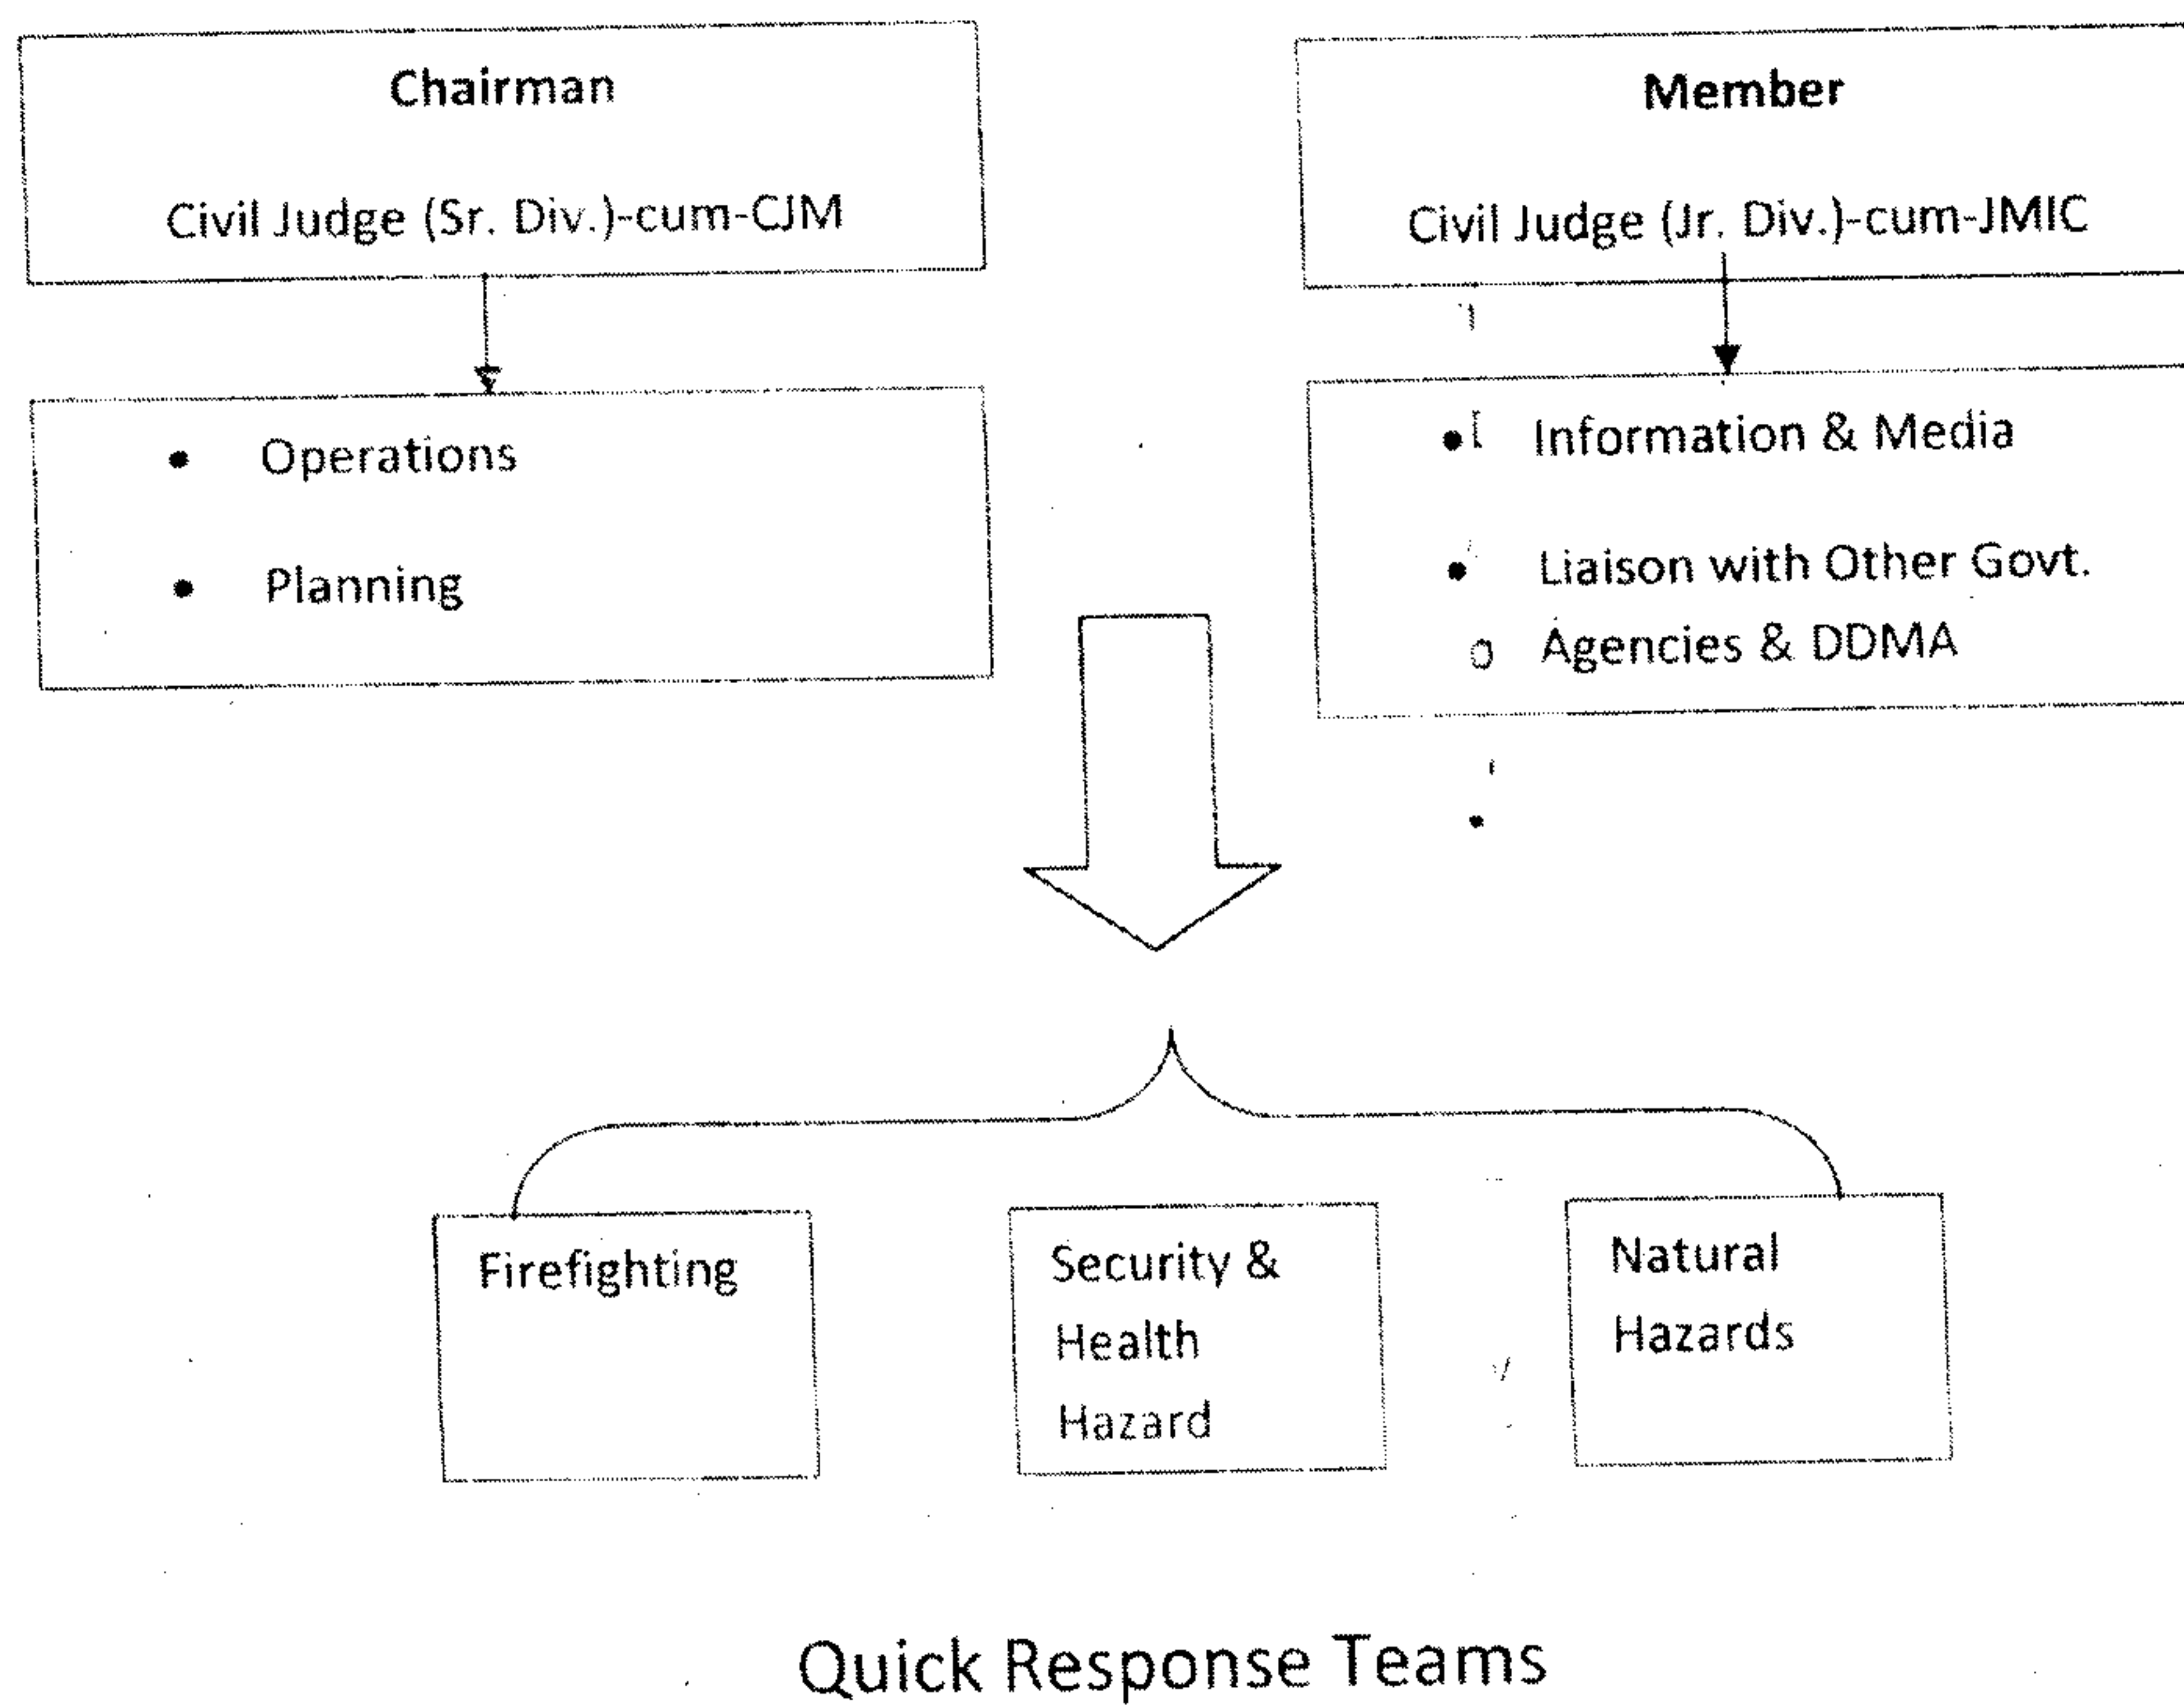 Chairman
Civil Judge (Sr. Div.)-cum-CJM
Member
Civil Judge (Jr. Div.)-cum-JMIC
• Operations
• Planning
• Information & Media
• Liaison with Other Govt.
Agencies & DDMA
Firefighting
Security &
Health
Hazard
Natural
Hazards
Quick Response Teams